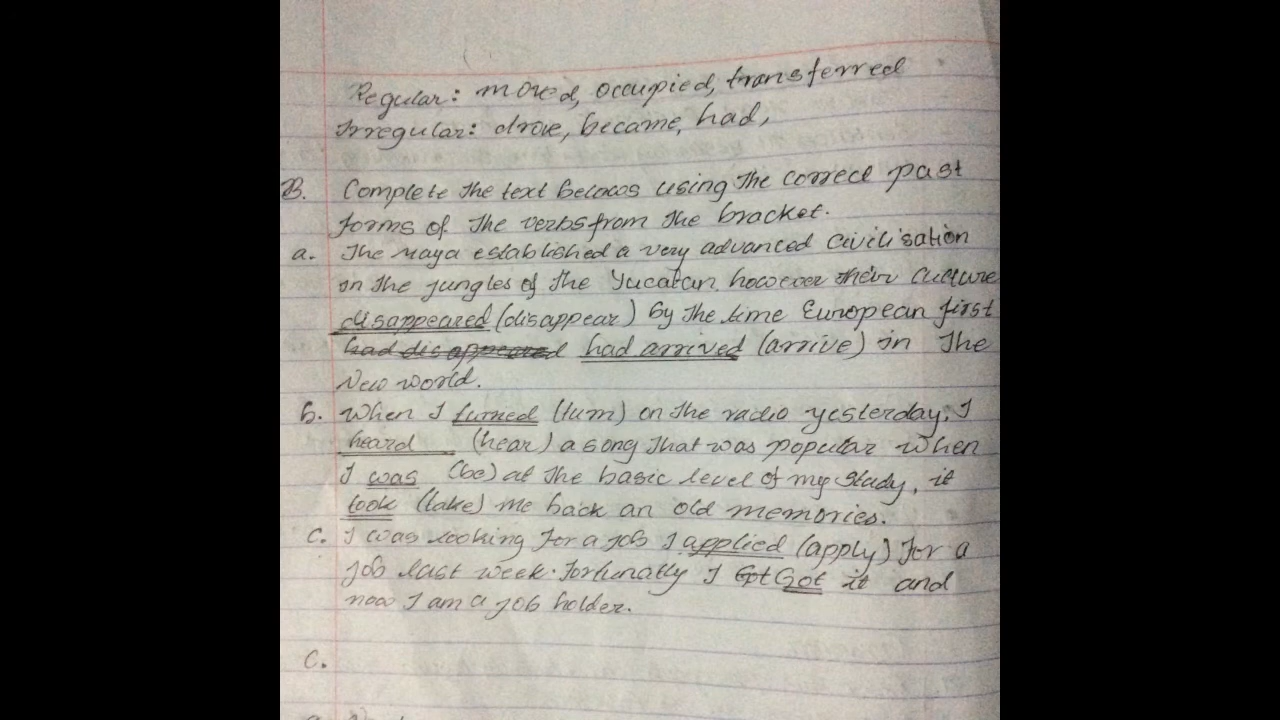 Regular: moved, occupied, transferred
Irregular: drove, became, had,
B. Complete the text below using the correct past
forms of the verbs from the bracket.
a. The Maya established a very advanced civilisation
in the jungles of the Yucatan. however their culture
disappeared (disappear) by the time European first
had disappeared had arrived (arrive) in the
New world.
b. When I turned (turn) on the radio yesterday, I
heard (hear) a song that was popular when
I was (be) at the basic level of my study, it
took (take) me back an old memories.
C. I was looking for a job I applied (apply) for a
job last week. Fortunatly I Got Got it and
now I am a job holder.
C.